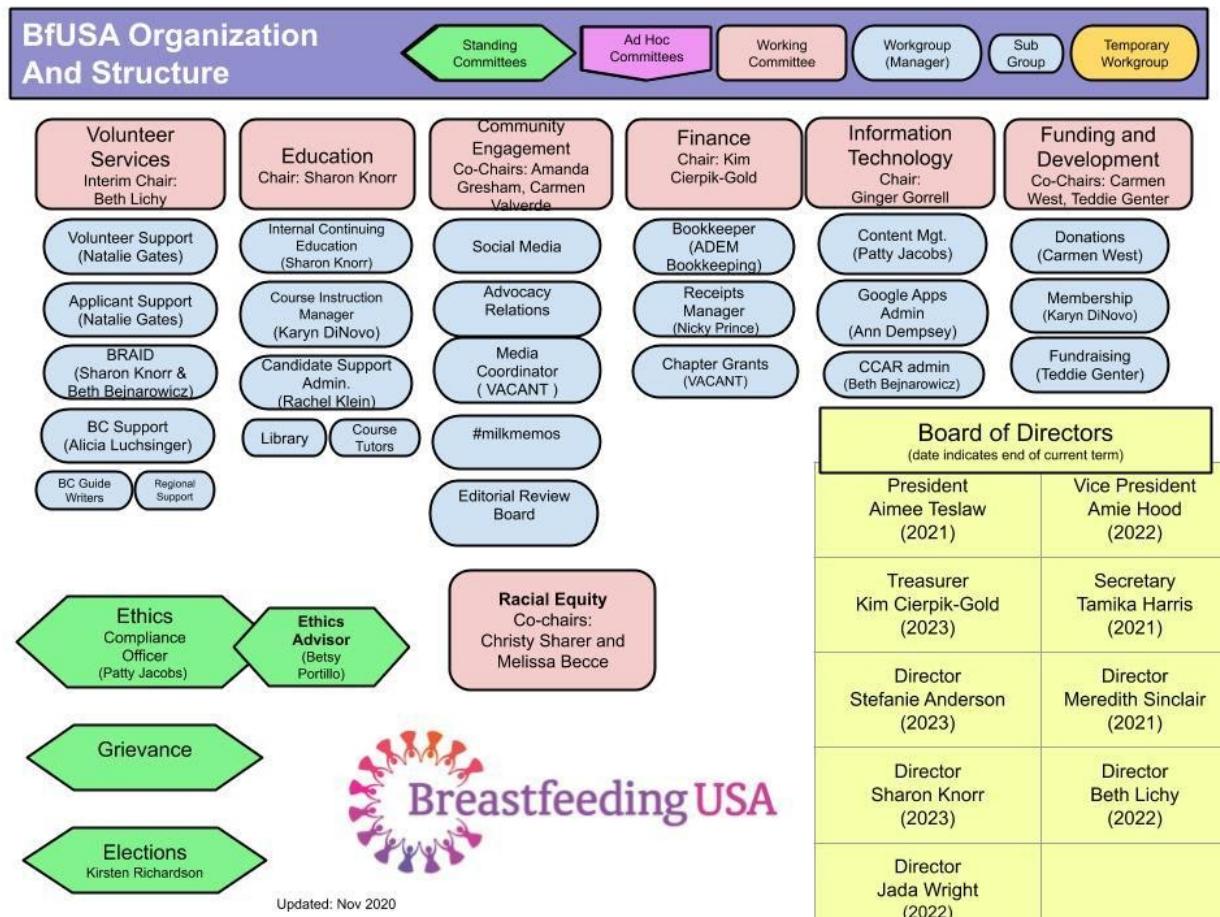 BfUSA Organization
And Structure
Standing
Committees
Ad Hoc
Committees
Working
Committee
Workgroup
(Manager)
Sub
Group
Temporary
Workgroup
Volunteer
Services
Interim Chair:
Beth Lichy
Volunteer Support
(Natalie Gates)
Applicant Support
(Natalie Gates)
BRAID
(Sharon Knorr &
Beth Bejnarowicz)
BC Support
(Alicia Luchsinger)
BC Guide
Writers
Regional
Support
Education
Chair: Sharon Knorr
Internal Continuing
Education
(Sharon Knorr)
Course Instruction
Manager
(Karyn DiNovo)
Candidate Support
Admin.
(Rachel Klein)
Library
Course
Tutors
Community
Engagement
Co-Chairs: Amanda
Gresham, Carmen
Valverde
Social Media
Advocacy
Relations
Media
Coordinator
( VACANT )
#milkmemos
Editorial Review
Board
Finance
Chair: Kim
Cierpik-Gold
Bookkeeper
(ADEM
Bookkeeping)
Receipts
Manager
(Nicky Prince)
Chapter Grants
(VACANT)
Information
Technology
Chair:
Ginger Gorrell
Content Mgt.
(Patty Jacobs)
Google Apps
Admin
(Ann Dempsey)
CCAR admin
(Beth Bejnarowicz)
Funding and
Development
Co-Chairs: Carmen
West, Teddie Genter
Donations
(Carmen West)
Membership
(Karyn DiNovo)
Fundraising
(Teddie Genter)
Board of Directors
(date indicates end of current term)
President
Aimee Teslaw
(2021)
Vice President
Amie Hood
(2022)
Treasurer
Kim Cierpik-Gold
(2023)
Secretary
Tamika Harris
(2021)
Director
Stefanie Anderson
(2023)
Director
Meredith Sinclair
(2021)
Director
Sharon Knorr
(2023)
Director
Beth Lichy
(2022)
Director
Jada Wright
(2022)
Ethics
Compliance
Officer
(Patty Jacobs)
Ethics
Advisor
(Betsy
Portillo)
Racial Equity
Co-chairs:
Christy Sharer and
Melissa Becce
Grievance
Elections
Kirsten Richardson
Breastfeeding USA
Updated: Nov 2020